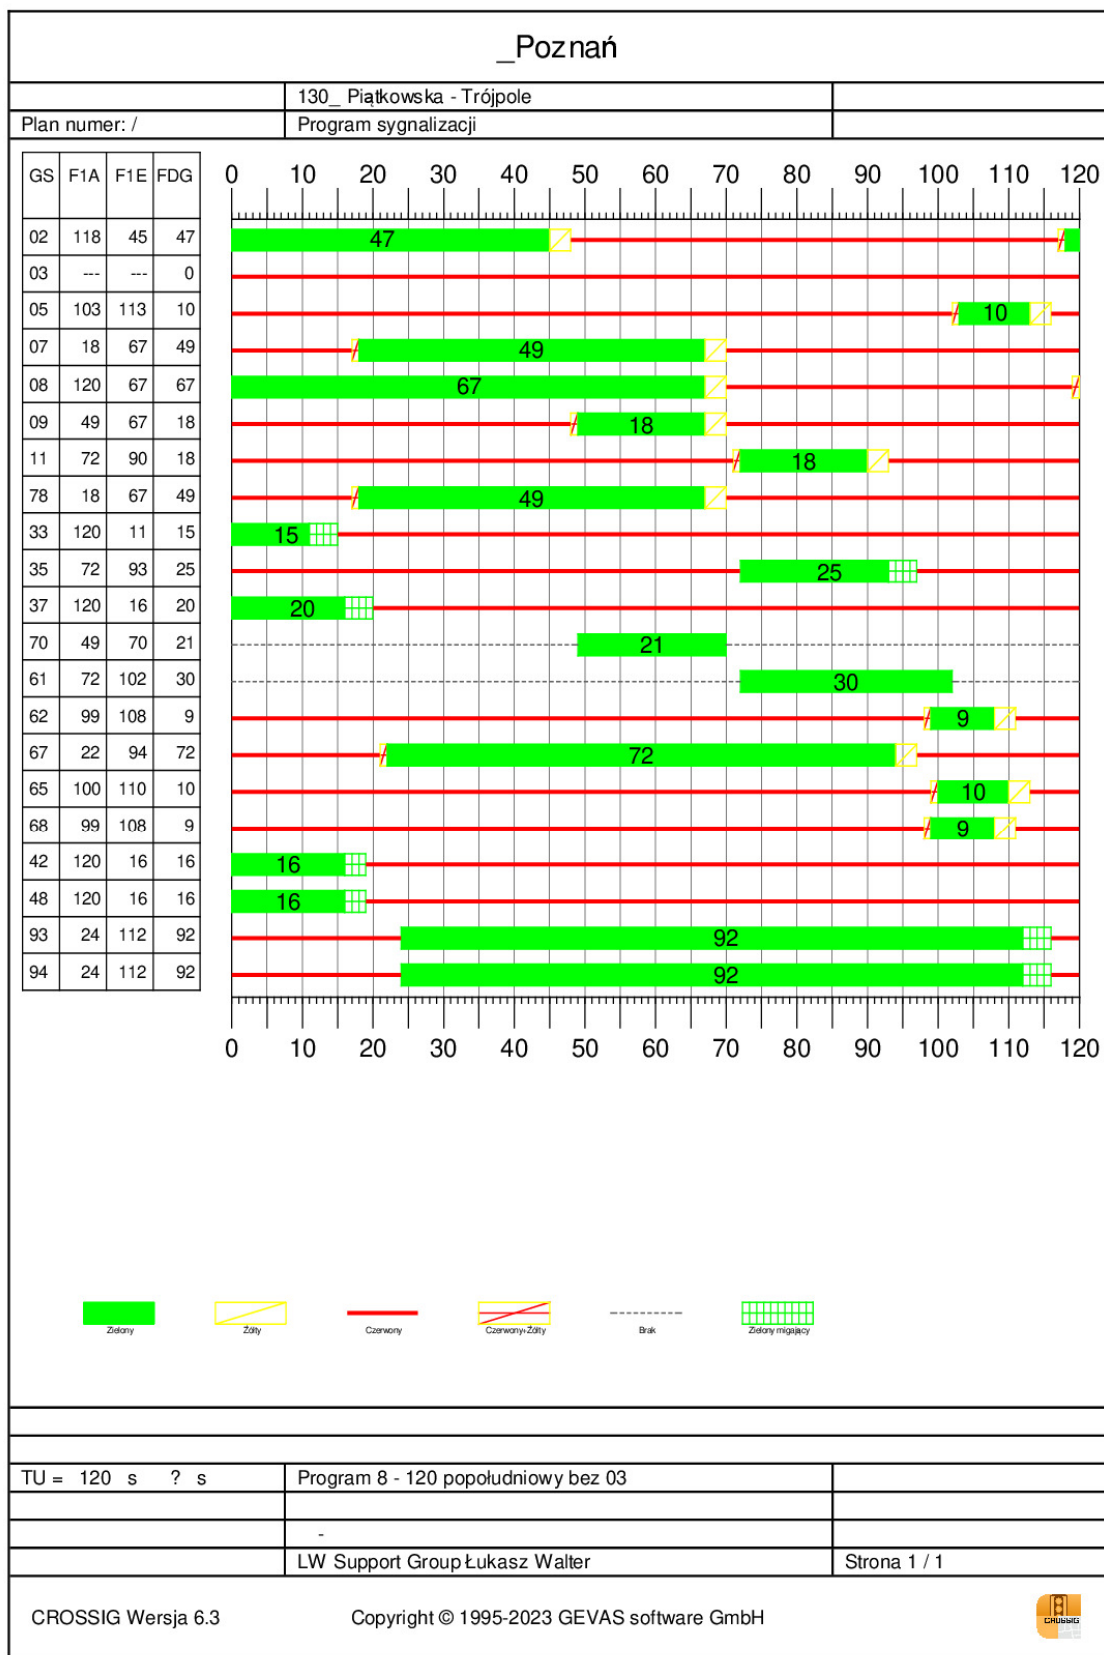 _Poznań
130_ Piątkowska - Trójpole
Plan numer: / Program sygnalizacji
GS F1A F1E FDG 0 10 20 30 40 50 60 70 80 90 100 110 120
02 118 45 47 47
03 --- --- 0
05 103 113 10 10
07 18 67 49 49
08 120 67 67 67
09 49 67 18 18
11 72 90 18 18
78 18 67 49 49
33 120 11 15 15
35 72 93 25 25
37 120 16 20 20
70 49 70 21 21
61 72 102 30 30
62 99 108 9 9
67 22 94 72 72
65 100 110 10 10
68 99 108 9 9
42 120 16 16 16
48 120 16 16 16
93 24 112 92 92
94 24 112 92 92
0 10 20 30 40 50 60 70 80 90 100 110 120
Zielony Żółty Czerwony Czerwony+Żółty Brak Zielony migający
TU = 120 s ? s Program 8 - 120 popołudniowy bez 03
-
LW Support Group Łukasz Walter Strona 1 / 1
CROSSIG Wersja 6.3 Copyright © 1995-2023 GEVAS software GmbH CROSSIG